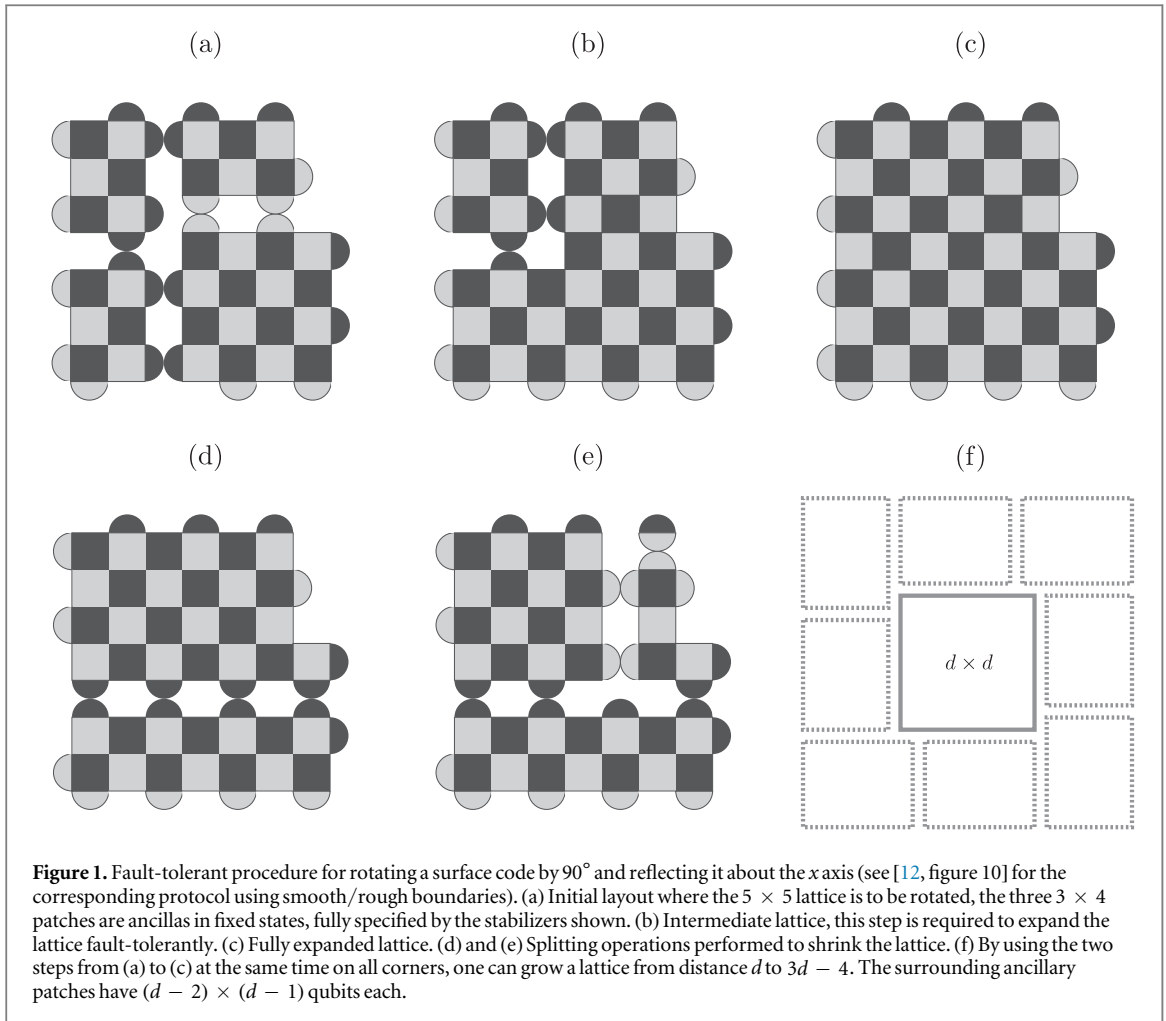 (a)
(b)
(c)
(d)
(e)
(f)
d × d
Figure 1. Fault-tolerant procedure for rotating a surface code by 90° and reflecting it about the x axis (see [12, figure 10] for the
corresponding protocol using smooth/rough boundaries). (a) Initial layout where the 5 × 5 lattice is to be rotated, the three 3 × 4
patches are ancillas in fixed states, fully specified by the stabilizers shown. (b) Intermediate lattice, this step is required to expand the
lattice fault-tolerantly. (c) Fully expanded lattice. (d) and (e) Splitting operations performed to shrink the lattice. (f) By using the two
steps from (a) to (c) at the same time on all corners, one can grow a lattice from distance d to 3d − 4. The surrounding ancillary
patches have (d − 2) × (d − 1) qubits each.